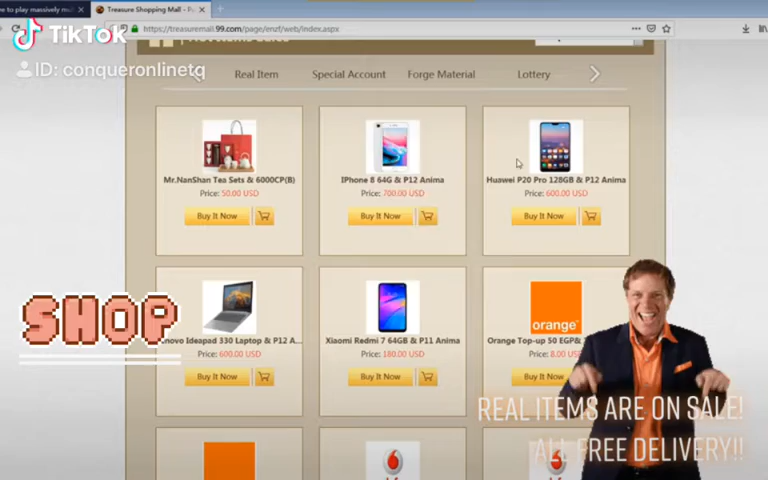 ve to play massively mu
Treasure Shopping Mall - P
https://treasuremall.99.com/page/enzf/web/index.aspx
TikTok
ID: conqueronlinetq
Real Item
Special Account
Forge Material
Lottery
Mr.NanShan Tea Sets & 6000CP(B)
IPhone 8 64G & P12 Anima
Huawei P20 Pro 128GB & P12 Anima
Price: 50.00 USD
Price: 700.00 USD
Price: 600.00 USD
Buy It Now
Buy It Now
Buy It Now
SHOP
orange
enovo Ideapad 330 Laptop & P12 A...
Xiaomi Redmi 7 64GB & P11 Anima
Orange Top-up 50 EGP&
Price: 600.00 USD
Price: 180.00 USD
Price: 8.00
Buy It Now
Buy It Now
Buy It Now
REAL ITEMS ARE ON SALE!
ALL FREE DELIVERY!!